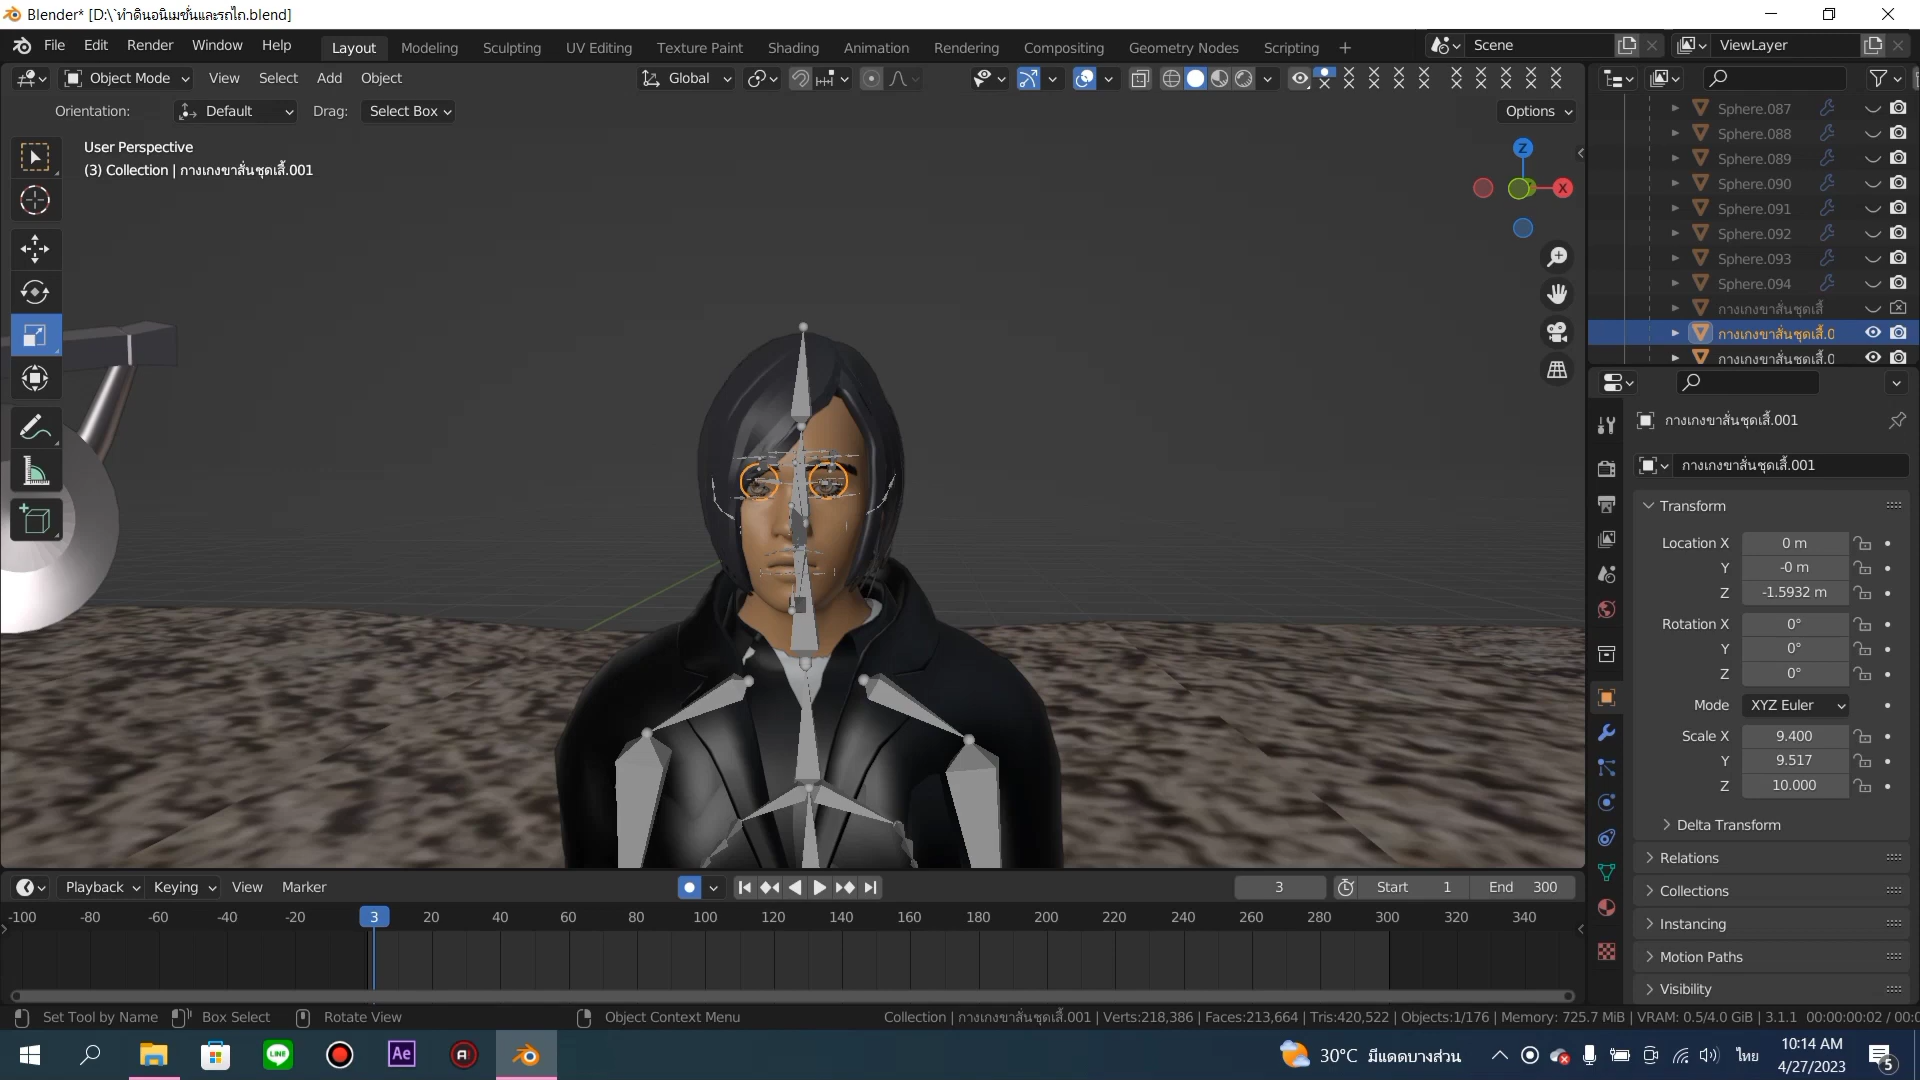 Blender* [D:\`ทำดินอนิเมชั่นและรถไถ.blend]
File Edit Render Window Help Layout Modeling Sculpting UV Editing Texture Paint Shading Animation Rendering Compositing Geometry Nodes Scripting Scene ViewLayer
Object Mode View Select Add Object Global
Orientation: Default Drag: Select Box Options
User Perspective
(3) Collection | กางเกงขาสั่นชุดเสื้.001
Z
X
Sphere.087
Sphere.088
Sphere.089
Sphere.090
Sphere.091
Sphere.092
Sphere.093
Sphere.094
กางเกงขาสั่นชุดเสื้
กางเกงขาสั่นชุดเสื้.0
กางเกงขาสั่นชุดเสื้.0
กางเกงขาสั่นชุดเสื้.001
กางเกงขาสั่นชุดเสื้.001
Transform
Location X 0 m
Y -0 m
Z -1.5932 m
Rotation X 0°
Y 0°
Z 0°
Mode XYZ Euler
Scale X 9.400
Y 9.517
Z 10.000
Delta Transform
Relations
Collections
Instancing
Motion Paths
Visibility
Playback Keying View Marker 3 Start 1 End 300
-100 -80 -60 -40 -20 3 20 40 60 80 100 120 140 160 180 200 220 240 260 280 300 320 340
Set Tool by Name Box Select Rotate View Object Context Menu Collection | กางเกงขาสั่นชุดเสื้.001 | Verts:218,386 | Faces:213,664 | Tris:420,522 | Objects:1/176 | Memory: 725.7 MiB | VRAM: 0.5/4.0 GiB | 3.1.1 00:00:00:02 / 00:0
LINE Ae 30°C มีแดดบางส่วน ไทย 10:14 AM
4/27/2023 5